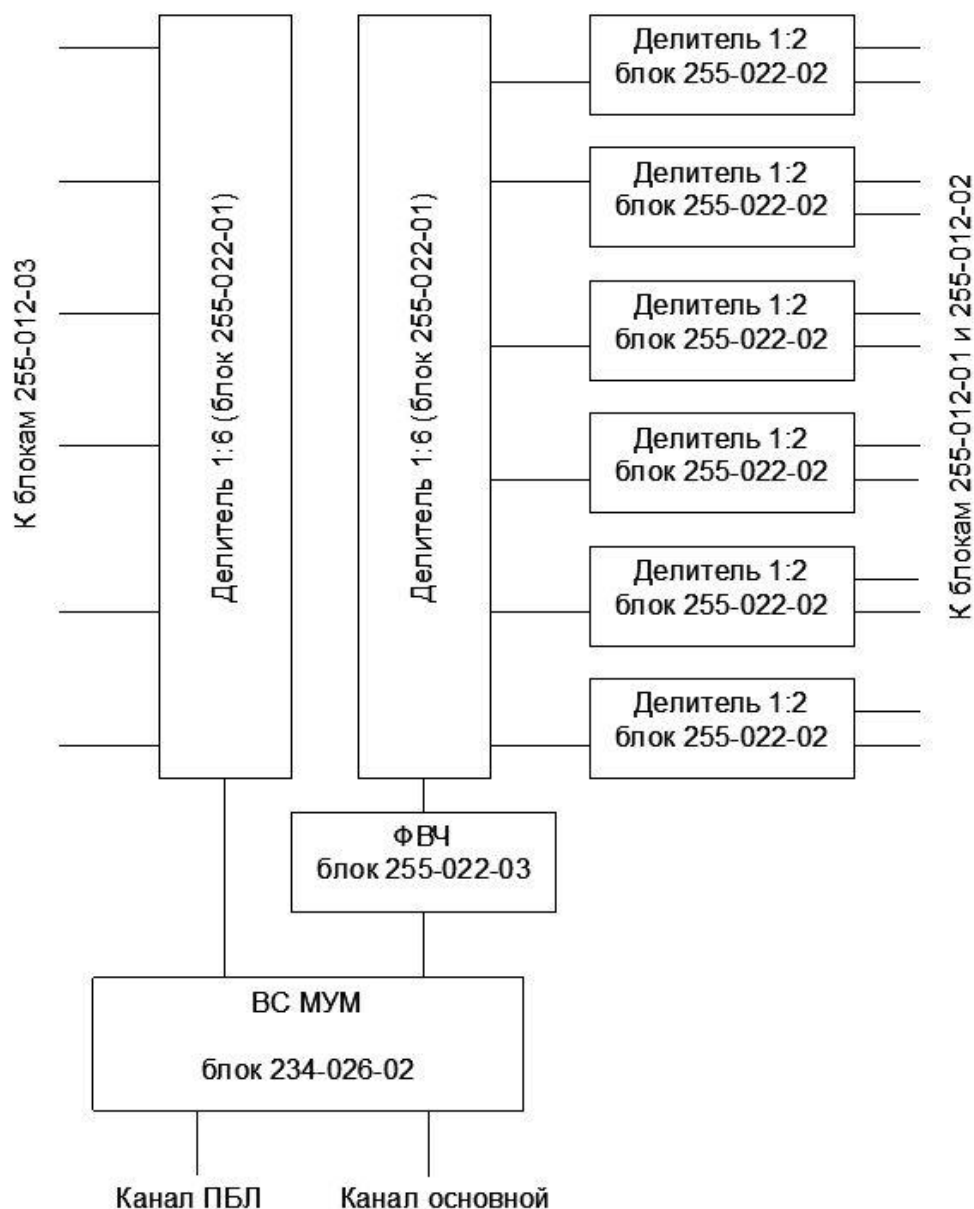 К блокам 255-012-03
Делитель 1:6 (блок 255-022-01)
Делитель 1:6 (блок 255-022-01)
Делитель 1:2
блок 255-022-02
Делитель 1:2
блок 255-022-02
Делитель 1:2
блок 255-022-02
Делитель 1:2
блок 255-022-02
Делитель 1:2
блок 255-022-02
Делитель 1:2
блок 255-022-02
К блокам 255-012-01 и 255-012-02
ФВЧ
блок 255-022-03
ВС МУМ
блок 234-026-02
Канал ПБЛ
Канал основной